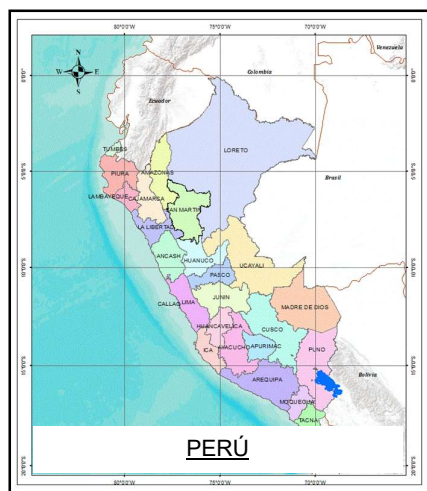 80°0'0"W 75°0'0"W 70°0'0"W
N
W E
S
Venezuela
Colombia
Ecuador
LORETO
TUMBES
AMAZONAS
PIURA
Brazil
LAMBAYEQUE
CAJAMARCA
SAN MARTIN
LA LIBERTAD
ANCASH
HUANUCO
UCAYALI
PASCO
CALLAO
LIMA
JUNIN
MADRE DE DIOS
HUANCAVELICA
CUSCO
ICA
AYACUCHO
APURIMAC
PUNO
Bolivia
AREQUIPA
MOQUEGUA
TACNA
PERÚ
80°0'0"W 75°0'0"W 70°0'0"W